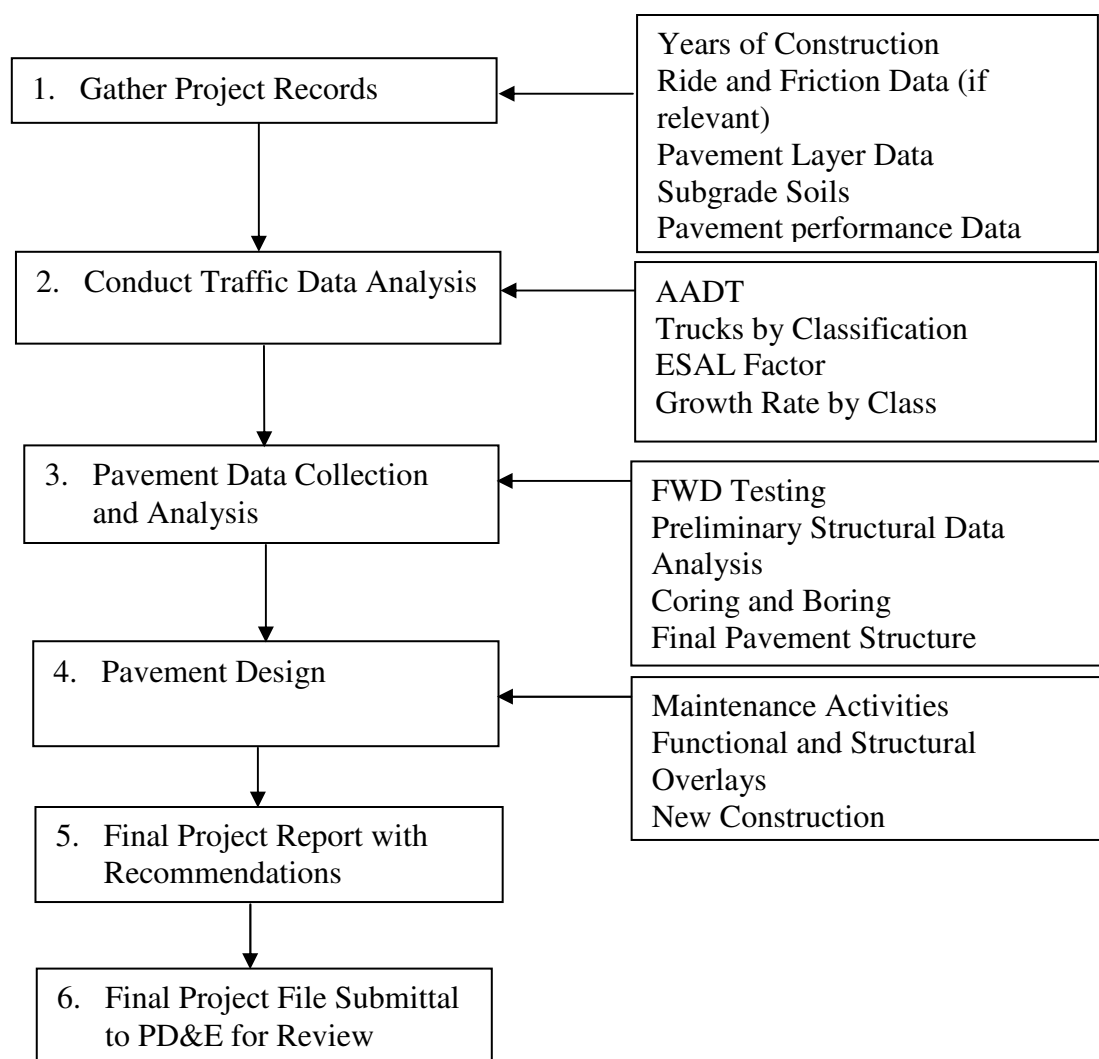 1. Gather Project Records
Years of Construction
Ride and Friction Data (if
relevant)
Pavement Layer Data
Subgrade Soils
Pavement performance Data
2. Conduct Traffic Data Analysis
AADT
Trucks by Classification
ESAL Factor
Growth Rate by Class
3. Pavement Data Collection
and Analysis
FWD Testing
Preliminary Structural Data
Analysis
Coring and Boring
Final Pavement Structure
4. Pavement Design
Maintenance Activities
Functional and Structural
Overlays
New Construction
5. Final Project Report with
Recommendations
6. Final Project File Submittal
to PD&E for Review